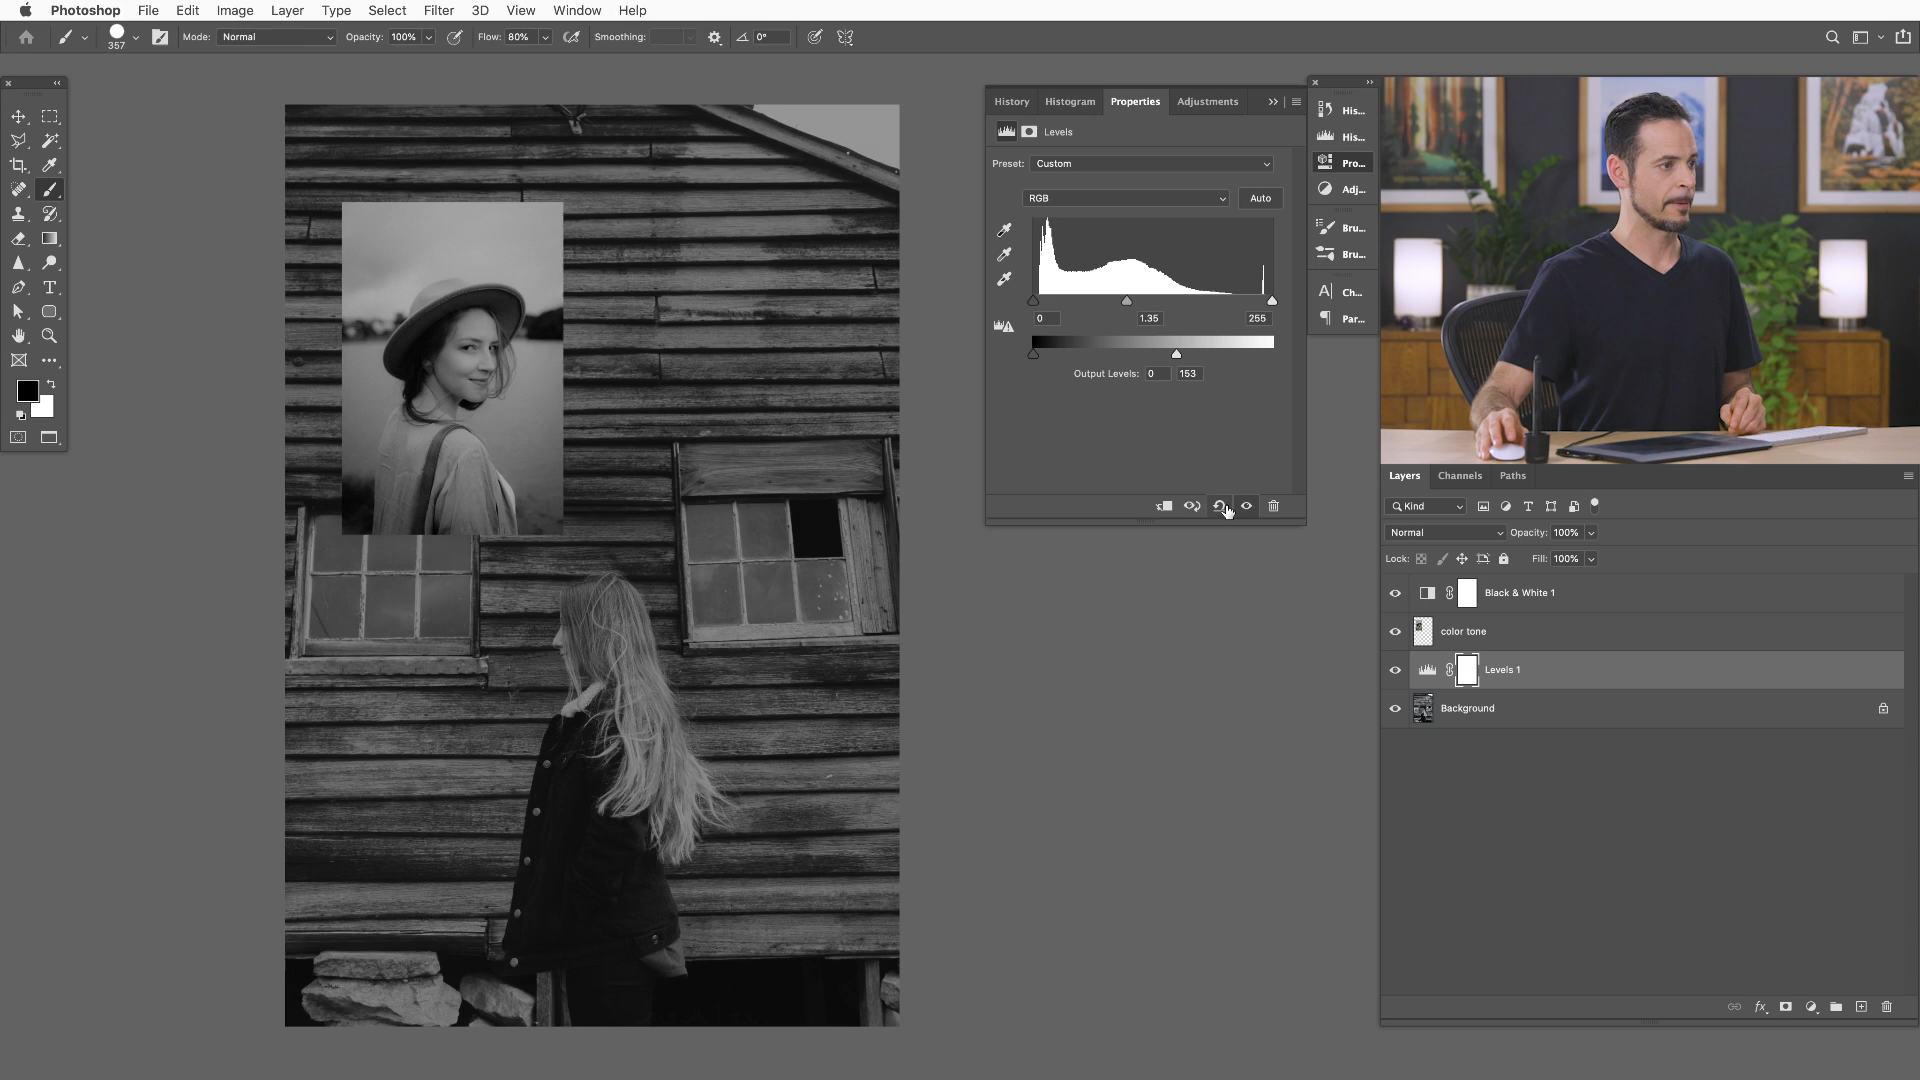 Photoshop File Edit Image Layer Type Select Filter 3D View Window Help
357 Mode: Normal Opacity: 100% Flow: 80% Smoothing: 0°
History Histogram Properties Adjustments
Levels
Preset: Custom
RGB Auto
0 1.35 255
Output Levels: 0 153
His...
His...
Pro...
Adj...
Bru...
Bru...
A| Ch...
Par...
Layers Channels Paths
Kind
Normal Opacity: 100%
Lock: Fill: 100%
Black & White 1
color tone
Levels 1
Background
fx